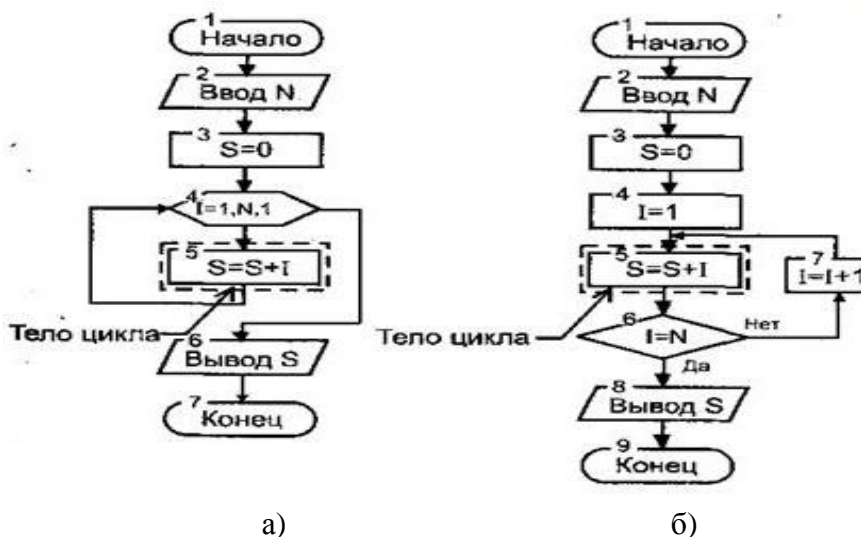 1
Начало
2
Ввод N
3
S=0
4
I=1,N,1
5
S=S+I
Тело цикла
6
Вывод S
7
Конец
а)
1
Начало
2
Ввод N
3
S=0
4
I=1
5
S=S+I
7
I=I+1
Тело цикла
6
I=N
Нет
Да
8
Вывод S
9
Конец
б)